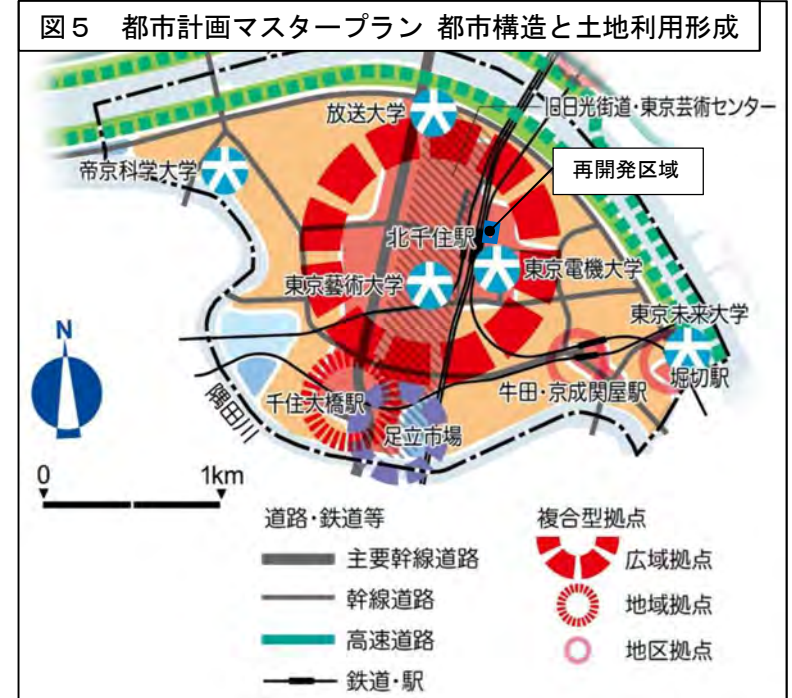 図５　都市計画マスタープラン 都市構造と土地利用形成
放送大学
旧日光街道・東京芸術センター
帝京科学大学
再開発区域
北千住駅
東京藝術大学
東京電機大学
東京未来大学
N
堀切駅
牛田・京成関屋駅
千住大橋駅
隅田川
足立市場
0
1km
道路・鉄道等
主要幹線道路
幹線道路
高速道路
鉄道・駅
複合型拠点
広域拠点
地域拠点
地区拠点